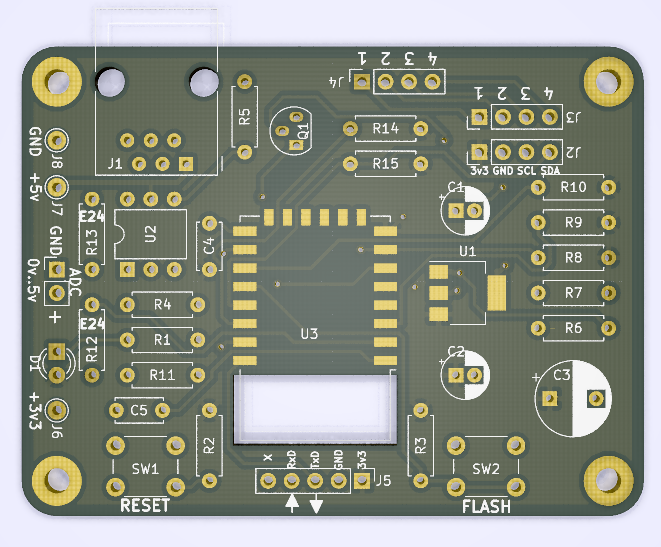 1 2 3 4
J4
1 2 3 4
J3
J2
3v3 GND SCL SDA
R5
Q1
R14
R15
GND
J8
J1
+5v
J7
E24
R13
U2
C4
C1
+
R10
R9
R8
R7
R6
U1
GND
0v..5v
ADC
+
E24
R12
R4
R1
R11
U3
C2
C3
+
D1
C5
+3v3
J6
R2
R3
SW1
RESET
X RxD TxD GND 3v3
J5
SW2
FLASH